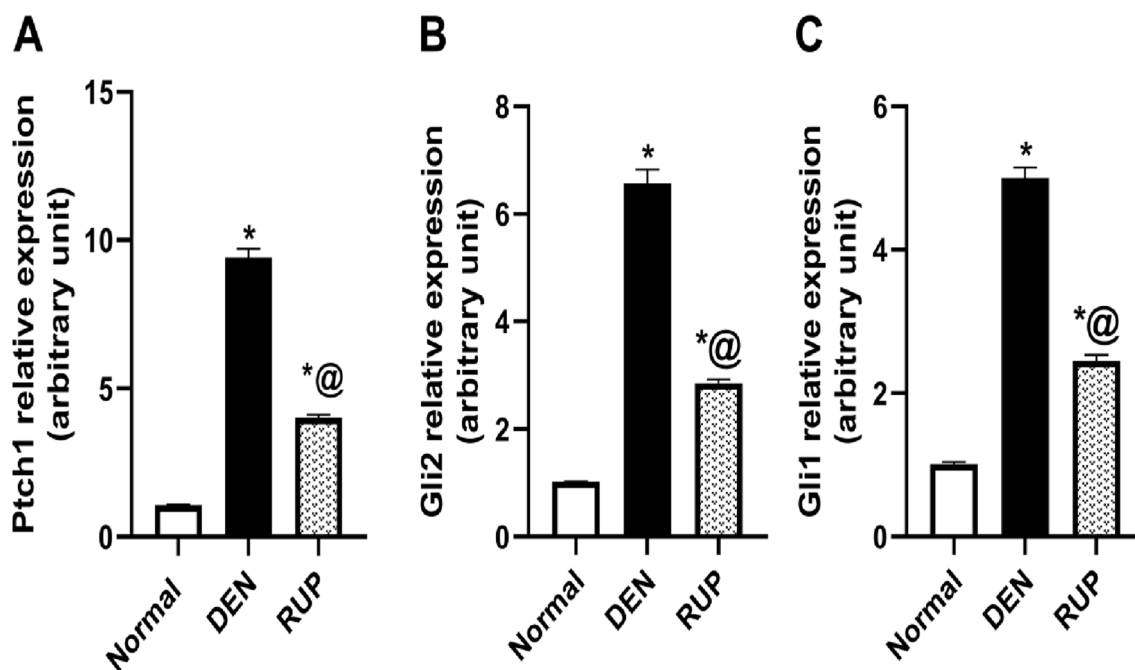 A
Ptch1 relative expression
(arbitrary unit)
15
10
5
0
*
*@
Normal
DEN
RUP
B
Gli2 relative expression
(arbitrary unit)
8
6
4
2
0
*
*@
Normal
DEN
RUP
C
Gli1 relative expression
(arbitrary unit)
6
4
2
0
*
*@
Normal
DEN
RUP